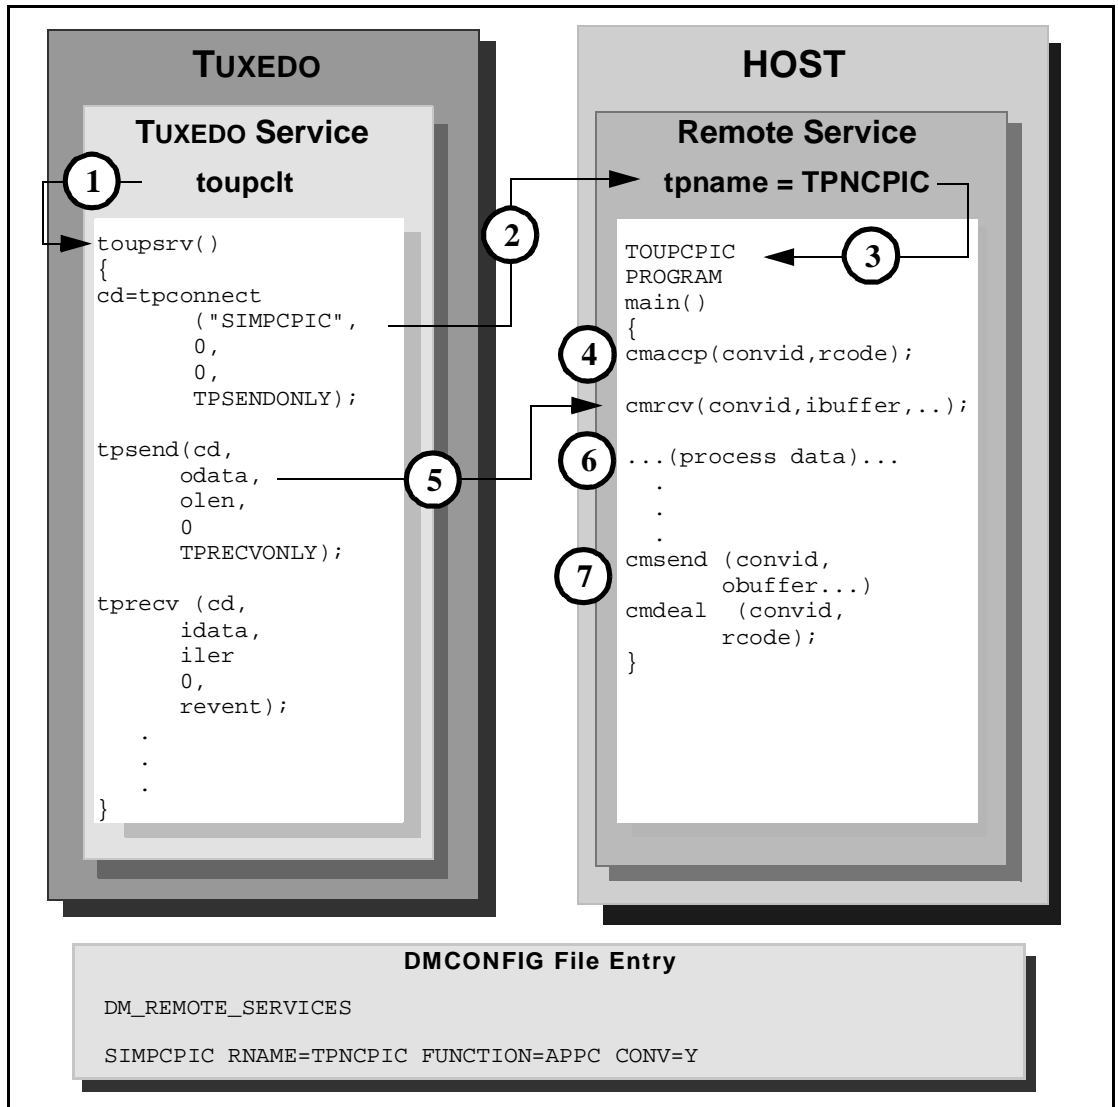 TUXEDO
TUXEDO Service
1
toupclt
toupsrv()
{
cd=tpconnect
("SIMPCPIC",
0,
0,
TPSENDONLY);
tpsend(cd,
odata,
olen,
0
TPRECVONLY);
tprecv (cd,
idata,
iler
0,
revent);
.
.
.
}
2
5
HOST
Remote Service
tpname = TPNCPIC
3
TOUPCPIC
PROGRAM
main()
{
4
cmaccp(convid,rcode);
cmrcv(convid,ibuffer,..);
6
...(process data)...
.
.
.
7
cmsend (convid,
obuffer...)
cmdeal (convid,
rcode);
}
DMCONFIG File Entry
DM_REMOTE_SERVICES
SIMPCPIC RNAME=TPNCPIC FUNCTION=APPC CONV=Y